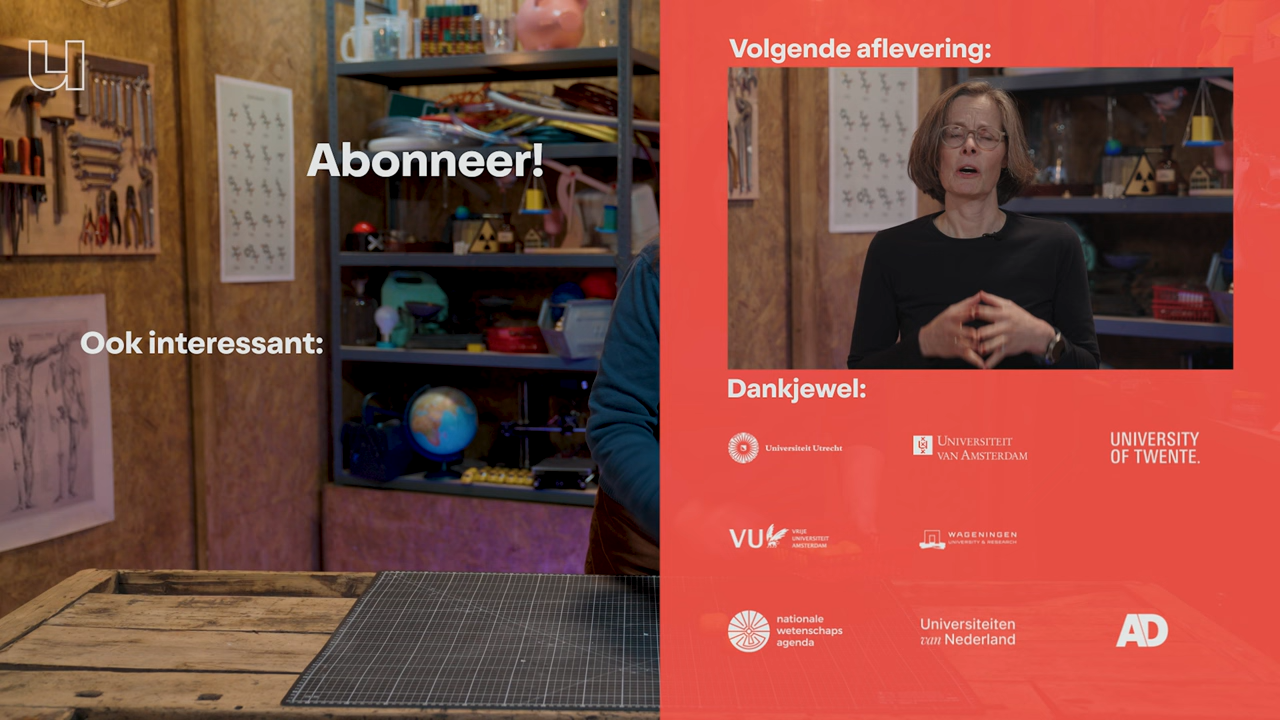 u
Abonneer!
Ook interessant:
Volgende aflevering:
Dankjewel:
Universiteit Utrecht
UNIVERSITEIT
VAN AMSTERDAM
UNIVERSITY
OF TWENTE.
VU
VRIJE
UNIVERSITEIT
AMSTERDAM
WAGENINGEN
UNIVERSITY & RESEARCH
nationale
wetenschaps
agenda
Universiteiten
van Nederland
AD